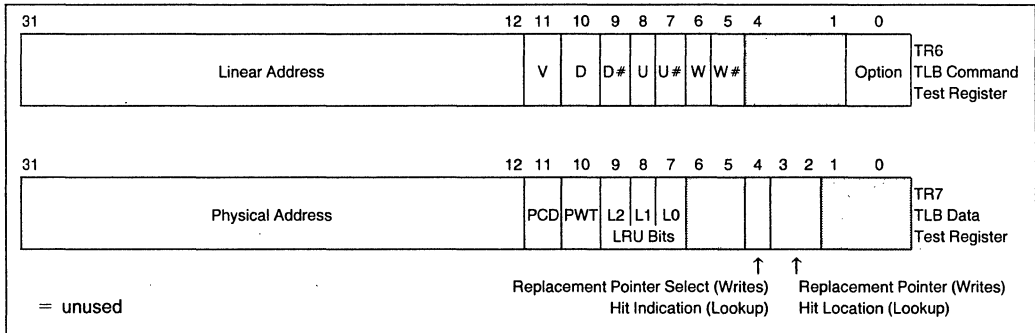 31 12 11 10 9 8 7 6 5 4 1 0
Linear Address V D D# U U# W W# Option
TR6
TLB Command
Test Register
31 12 11 10 9 8 7 6 5 4 3 2 1 0
Physical Address PCD PWT L2 L1 L0
LRU Bits
TR7
TLB Data
Test Register
↑ ↑
Replacement Pointer Select (Writes) Replacement Pointer (Writes)
Hit Indication (Lookup) Hit Location (Lookup)
= unused